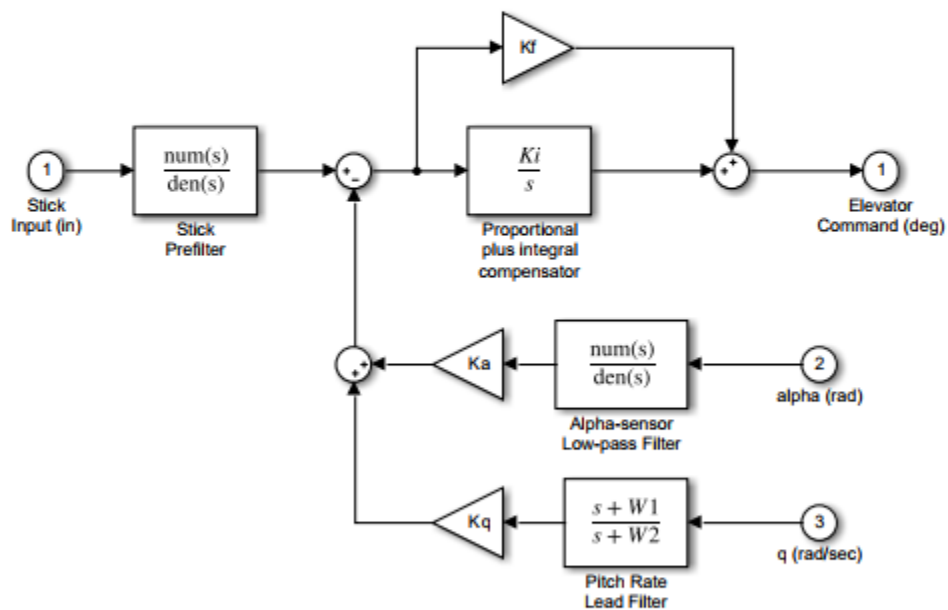 Kf
1
Stick
Input (in)
num(s)
den(s)
Stick
Prefilter
+
−
Ki
s
Proportional
plus integral
compensator
+
+
1
Elevator
Command (deg)
+
+
Ka
num(s)
den(s)
Alpha-sensor
Low-pass Filter
2
alpha (rad)
Kq
s + W1
s + W2
Pitch Rate
Lead Filter
3
q (rad/sec)